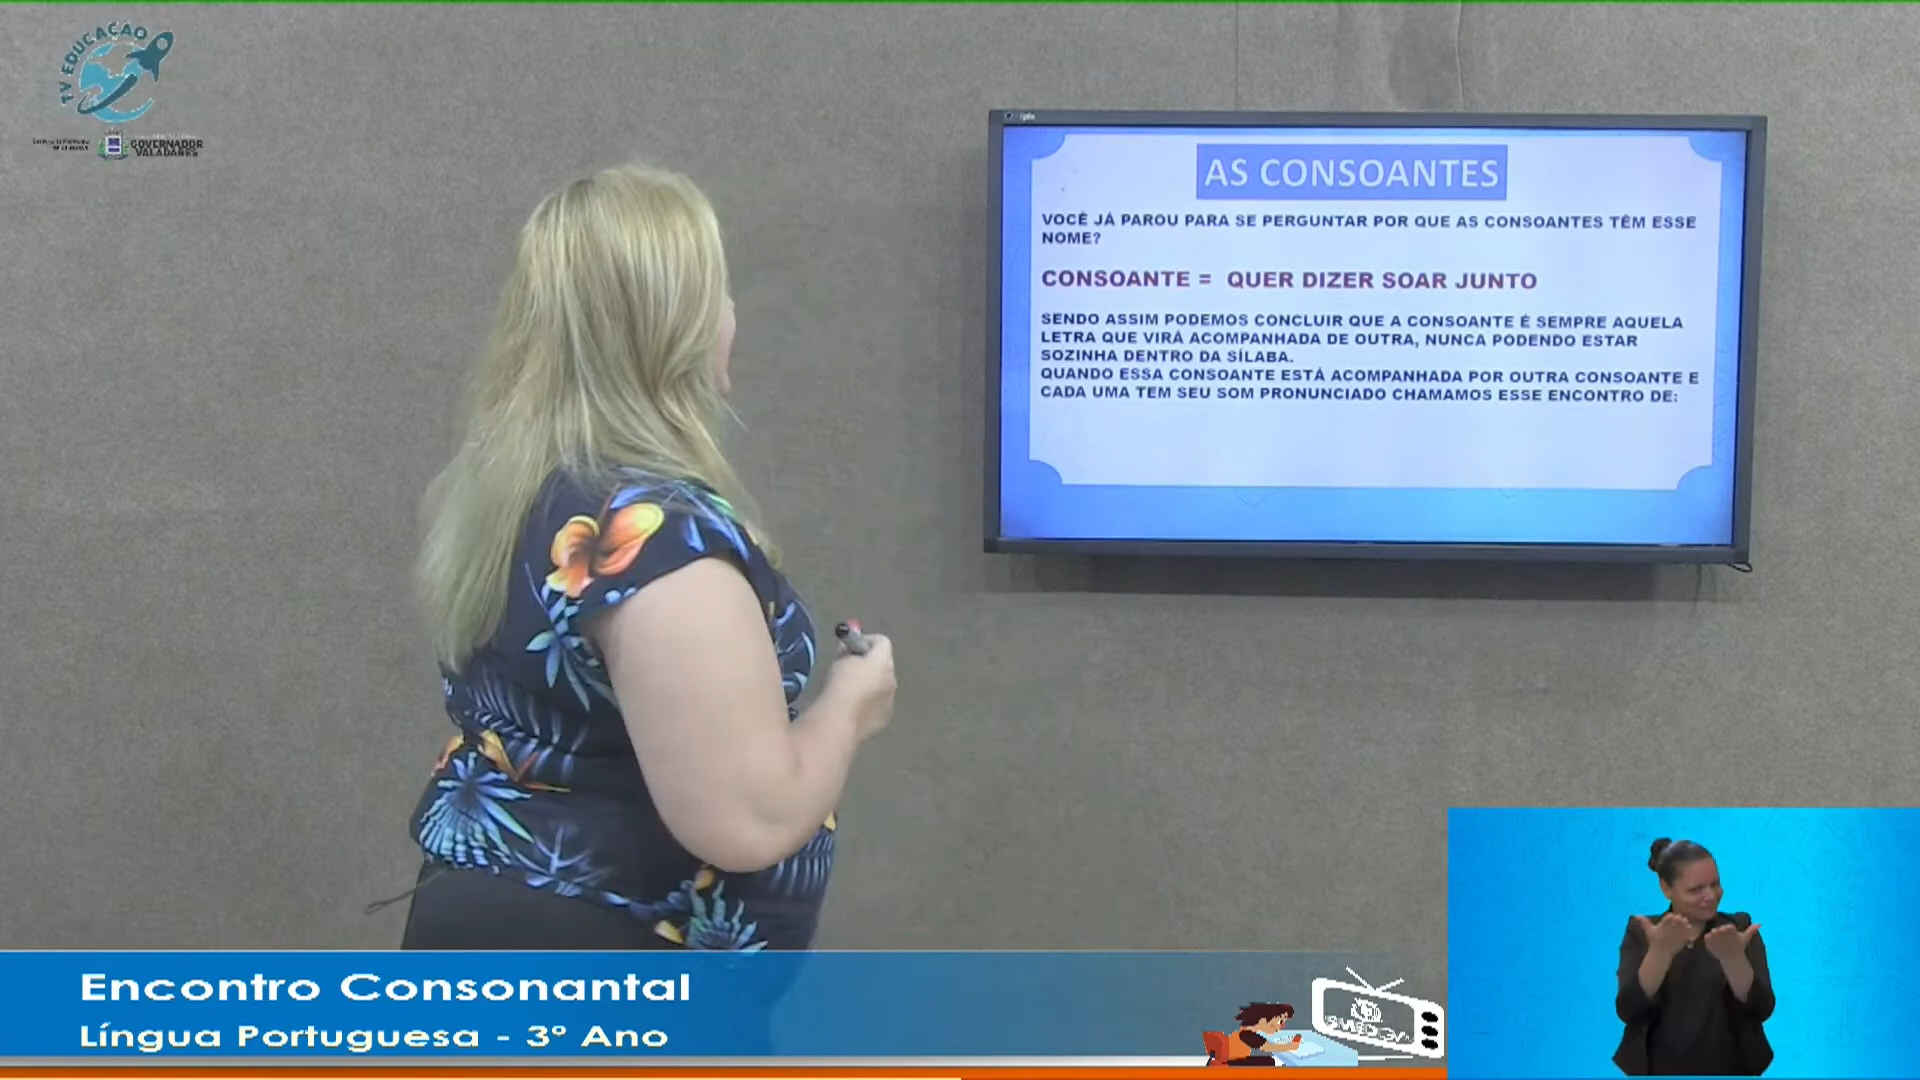 TV EDUCAÇÃO
GOVERNADOR
VALADARES
AS CONSOANTES
VOCÊ JÁ PAROU PARA SE PERGUNTAR POR QUE AS CONSOANTES TÊM ESSE
NOME?
CONSOANTE = QUER DIZER SOAR JUNTO
SENDO ASSIM PODEMOS CONCLUIR QUE A CONSOANTE É SEMPRE AQUELA
LETRA QUE VIRÁ ACOMPANHADA DE OUTRA, NUNCA PODENDO ESTAR
SOZINHA DENTRO DA SÍLABA.
QUANDO ESSA CONSOANTE ESTÁ ACOMPANHADA POR OUTRA CONSOANTE E
CADA UMA TEM SEU SOM PRONUNCIADO CHAMAMOS ESSE ENCONTRO DE:
Encontro Consonantal
Língua Portuguesa - 3º Ano